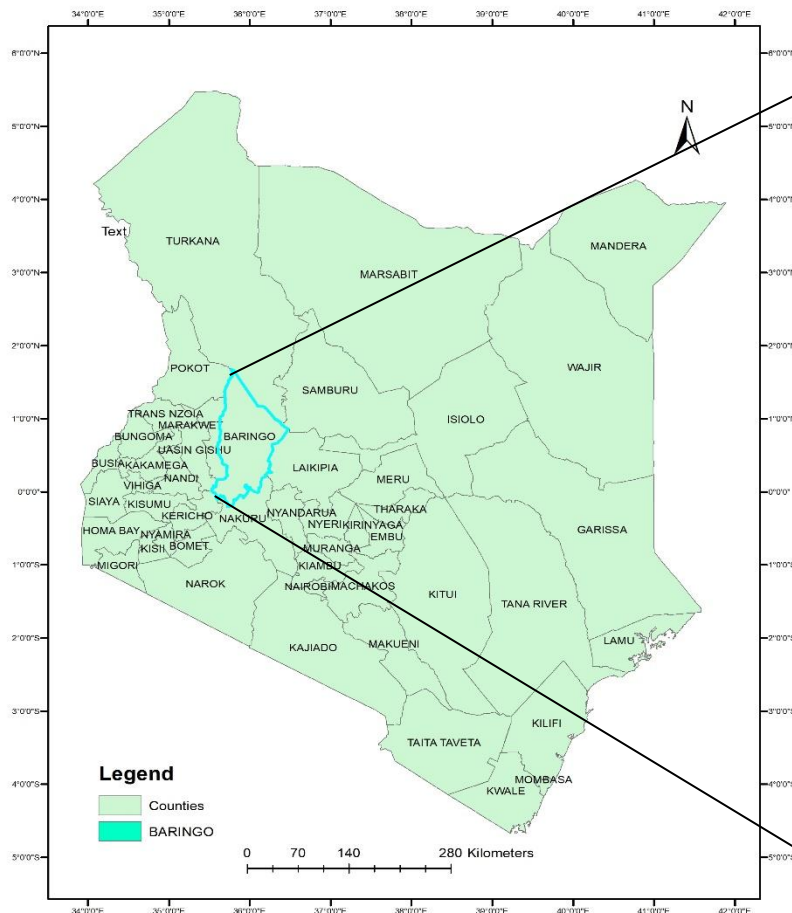 34°0'0"E 35°0'0"E 36°0'0"E 37°0'0"E 38°0'0"E 39°0'0"E 40°0'0"E 41°0'0"E 42°0'0"E
6°0'0"N 6°0'0"N
N
5°0'0"N 5°0'0"N
4°0'0"N 4°0'0"N
Text
TURKANA
MANDERA
3°0'0"N 3°0'0"N
MARSABIT
2°0'0"N 2°0'0"N
POKOT
WAJIR
SAMBURU
TRANS NZOIA
1°0'0"N 1°0'0"N
MARAKWET
ISIOLO
BUNGOMA
BARINGO
UASIN GISHU
BUSIA KAKAMEGA
LAIKIPIA
NANDI
MERU
VIHIGA
0°0'0" 0°0'0"
SIAYA
KISUMU
THARAKA
KERICHO
NYANDARUA
NAKURU
NYERI
KIRINYAGA
GARISSA
HOMA BAY
NYAMIRA
EMBU
KISII
BOMET
MURANGA
1°0'0"S 1°0'0"S
MIGORI
KIAMBU
NAROK
NAIROBI
MACHAKOS
KITUI
TANA RIVER
2°0'0"S 2°0'0"S
LAMU
KAJIADO
MAKUENI
3°0'0"S 3°0'0"S
KILIFI
TAITA TAVETA
Legend
4°0'0"S 4°0'0"S
MOMBASA
KWALE
Counties
BARINGO
0 70 140 280 Kilometers
5°0'0"S 5°0'0"S
34°0'0"E 35°0'0"E 36°0'0"E 37°0'0"E 38°0'0"E 39°0'0"E 40°0'0"E 41°0'0"E 42°0'0"E